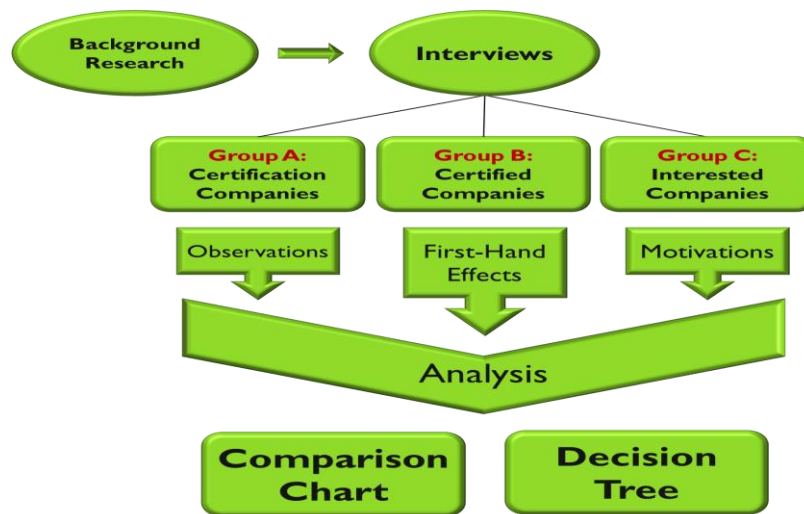 Background
Research
Interviews
Group A:
Certification
Companies
Group B:
Certified
Companies
Group C:
Interested
Companies
Observations
First-Hand
Effects
Motivations
Analysis
Comparison
Chart
Decision
Tree